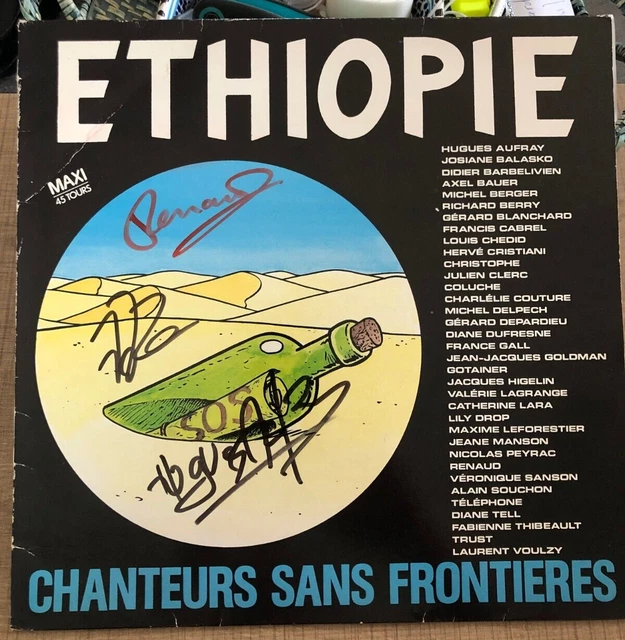 ETHIOPIE
MAXI
45 TOURS
HUGUES AUFRAY
JOSIANE BALASKO
DIDIER BARBELIVIEN
AXEL BAUER
MICHEL BERGER
RICHARD BERRY
GÉRARD BLANCHARD
FRANCIS CABREL
LOUIS CHEDID
HERVÉ CRISTIANI
CHRISTOPHE
JULIEN CLERC
COLUCHE
CHARLÉLIE COUTURE
MICHEL DELPECH
GÉRARD DEPARDIEU
DIANE DUFRESNE
FRANCE GALL
JEAN-JACQUES GOLDMAN
GOTAINER
JACQUES HIGELIN
VALÉRIE LAGRANGE
CATHERINE LARA
LILY DROP
MAXIME LEFORESTIER
JEANE MANSON
NICOLAS PEYRAC
RENAUD
VÉRONIQUE SANSON
ALAIN SOUCHON
TÉLÉPHONE
DIANE TELL
FABIENNE THIBEAULT
TRUST
LAURENT VOULZY
Renaud
SOS
CHANTEURS SANS FRONTIERES